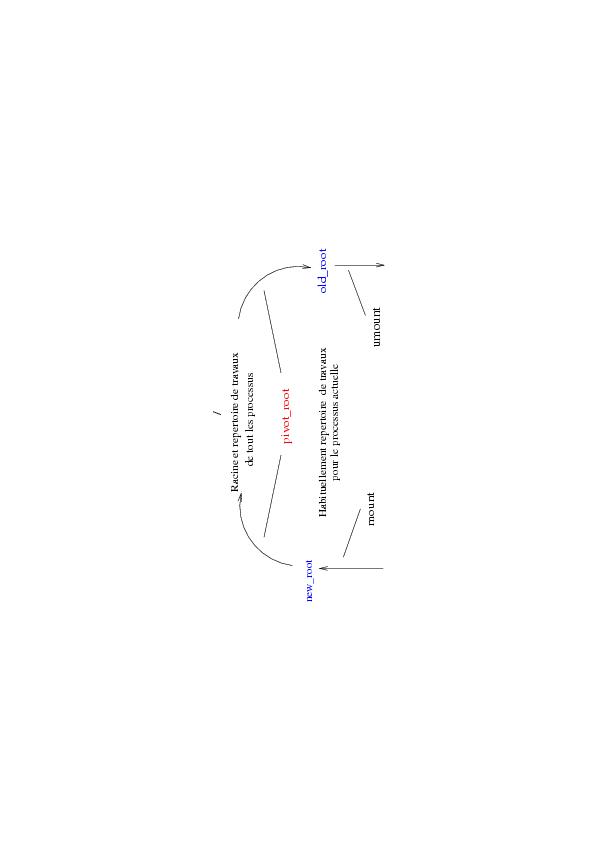 /
Racine et repertoire de travaux
de tout les processus
pivot_root
new_root
Habituellement repertoire de travaux
pour le processus actuelle
old_root
mount
umount